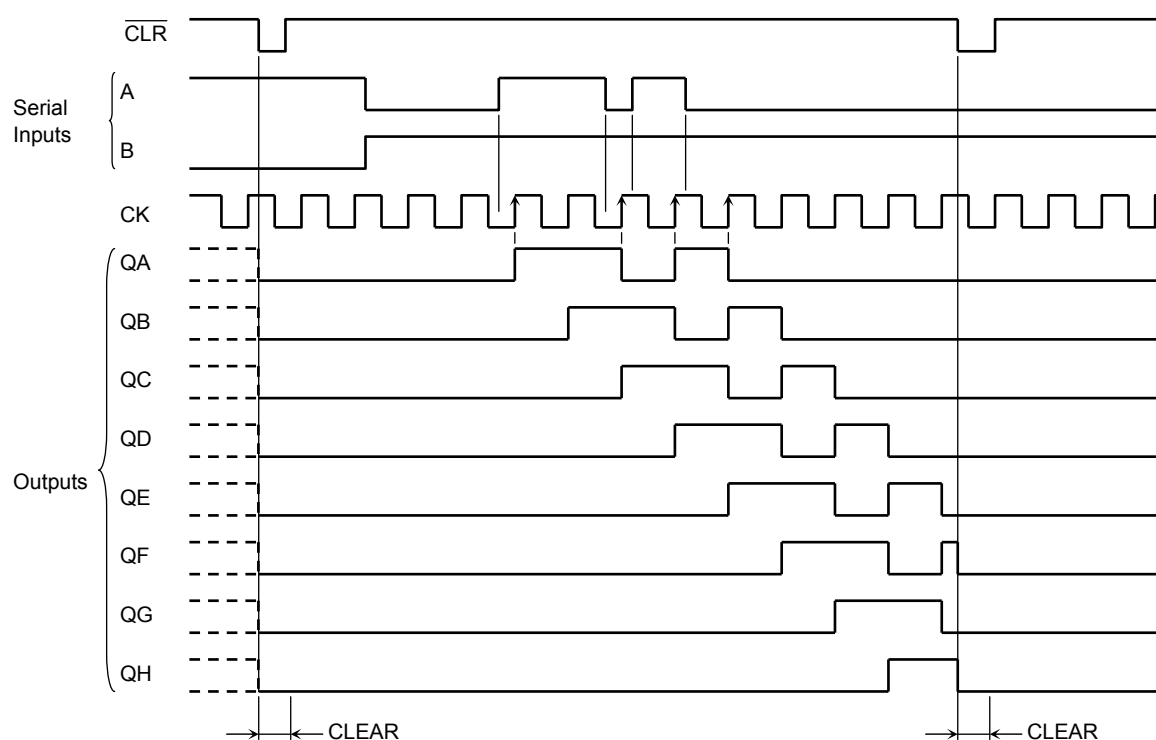 CLR
Serial
Inputs
A
B
CK
Outputs
QA
QB
QC
QD
QE
QF
QG
QH
CLEAR
CLEAR